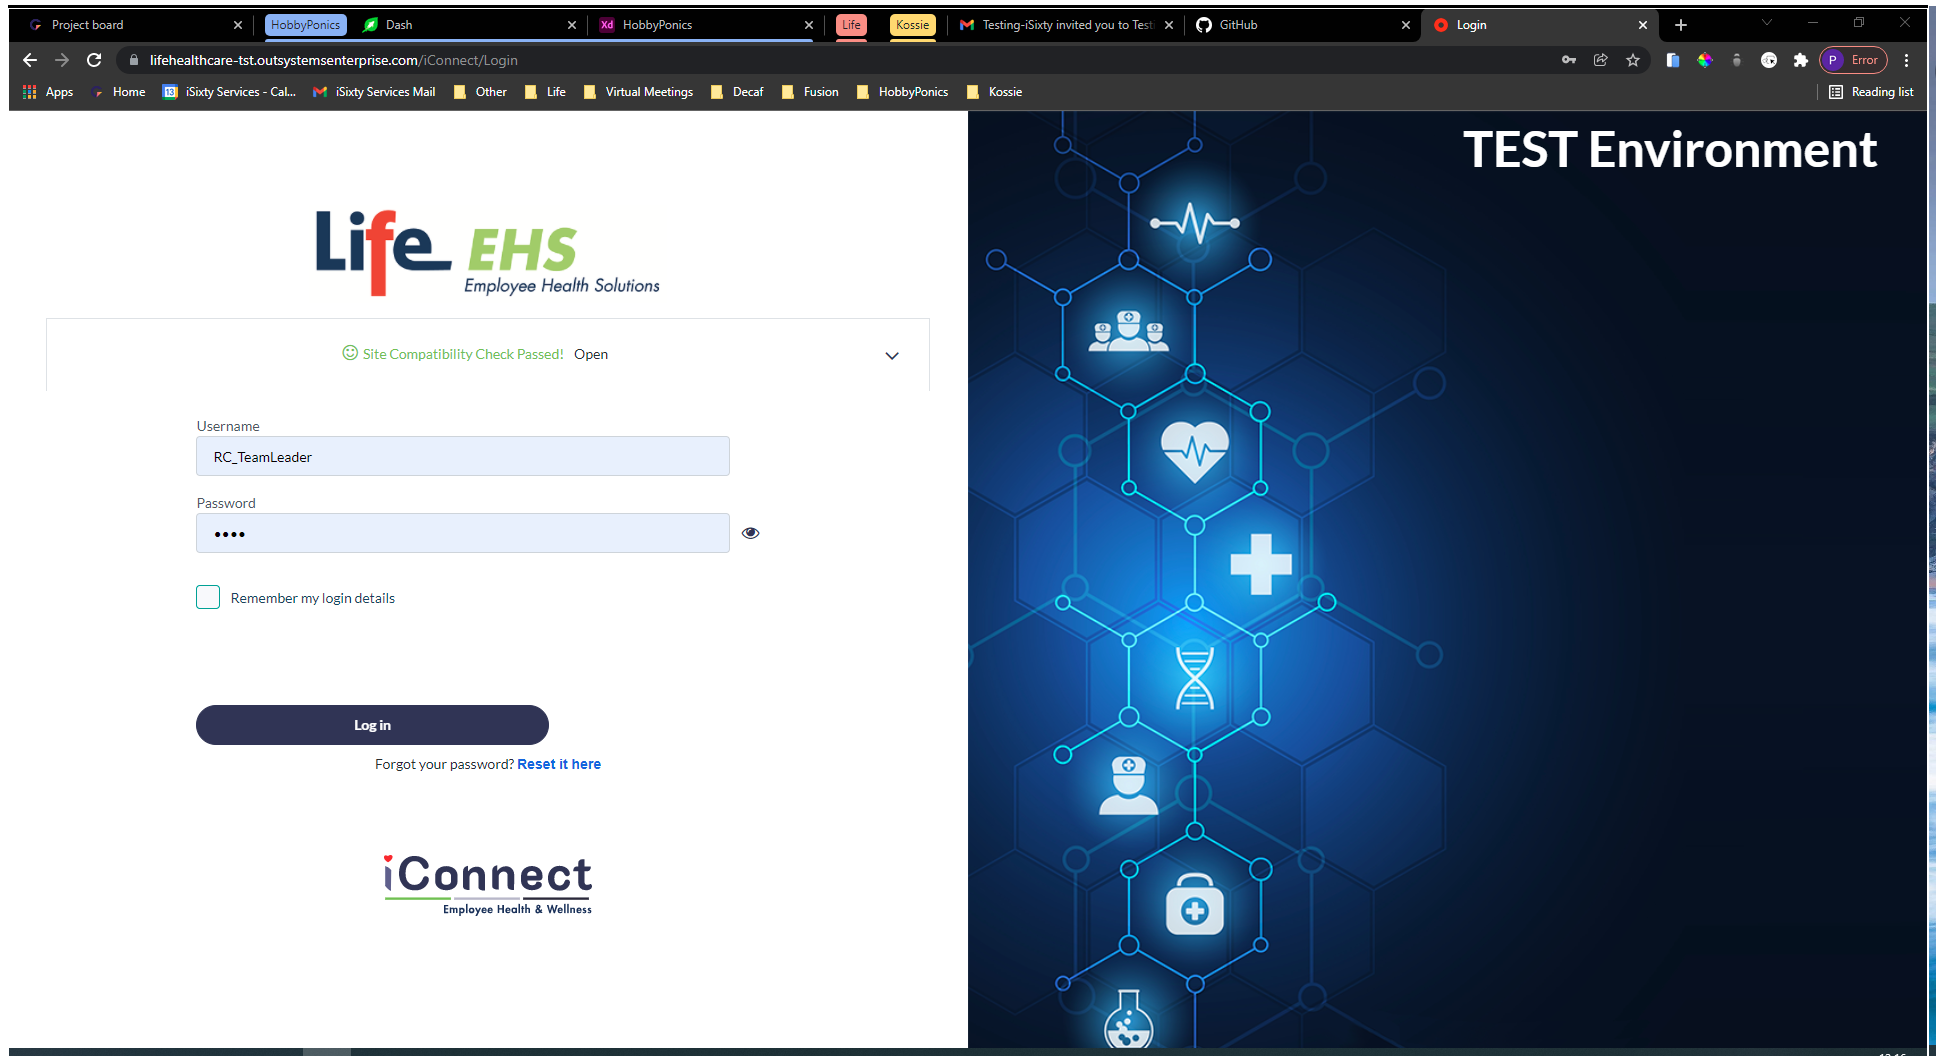 Project board
HobbyPonics
Dash
Xd
HobbyPonics
Life
Kossie
Testing-iSixty invited you to Test
GitHub
Login
lifehealthcare-tst.outsystemsenterprise.com/iConnect/Login
P Error
Apps
Home
13 iSixty Services - Cal...
iSixty Services Mail
Other
Life
Virtual Meetings
Decaf
Fusion
HobbyPonics
Kossie
Reading list
TEST Environment
Life EHS
Employee Health Solutions
Site Compatibility Check Passed! Open
Username
RC_TeamLeader
Password
Remember my login details
Log in
Forgot your password? Reset it here
iConnect
Employee Health & Wellness